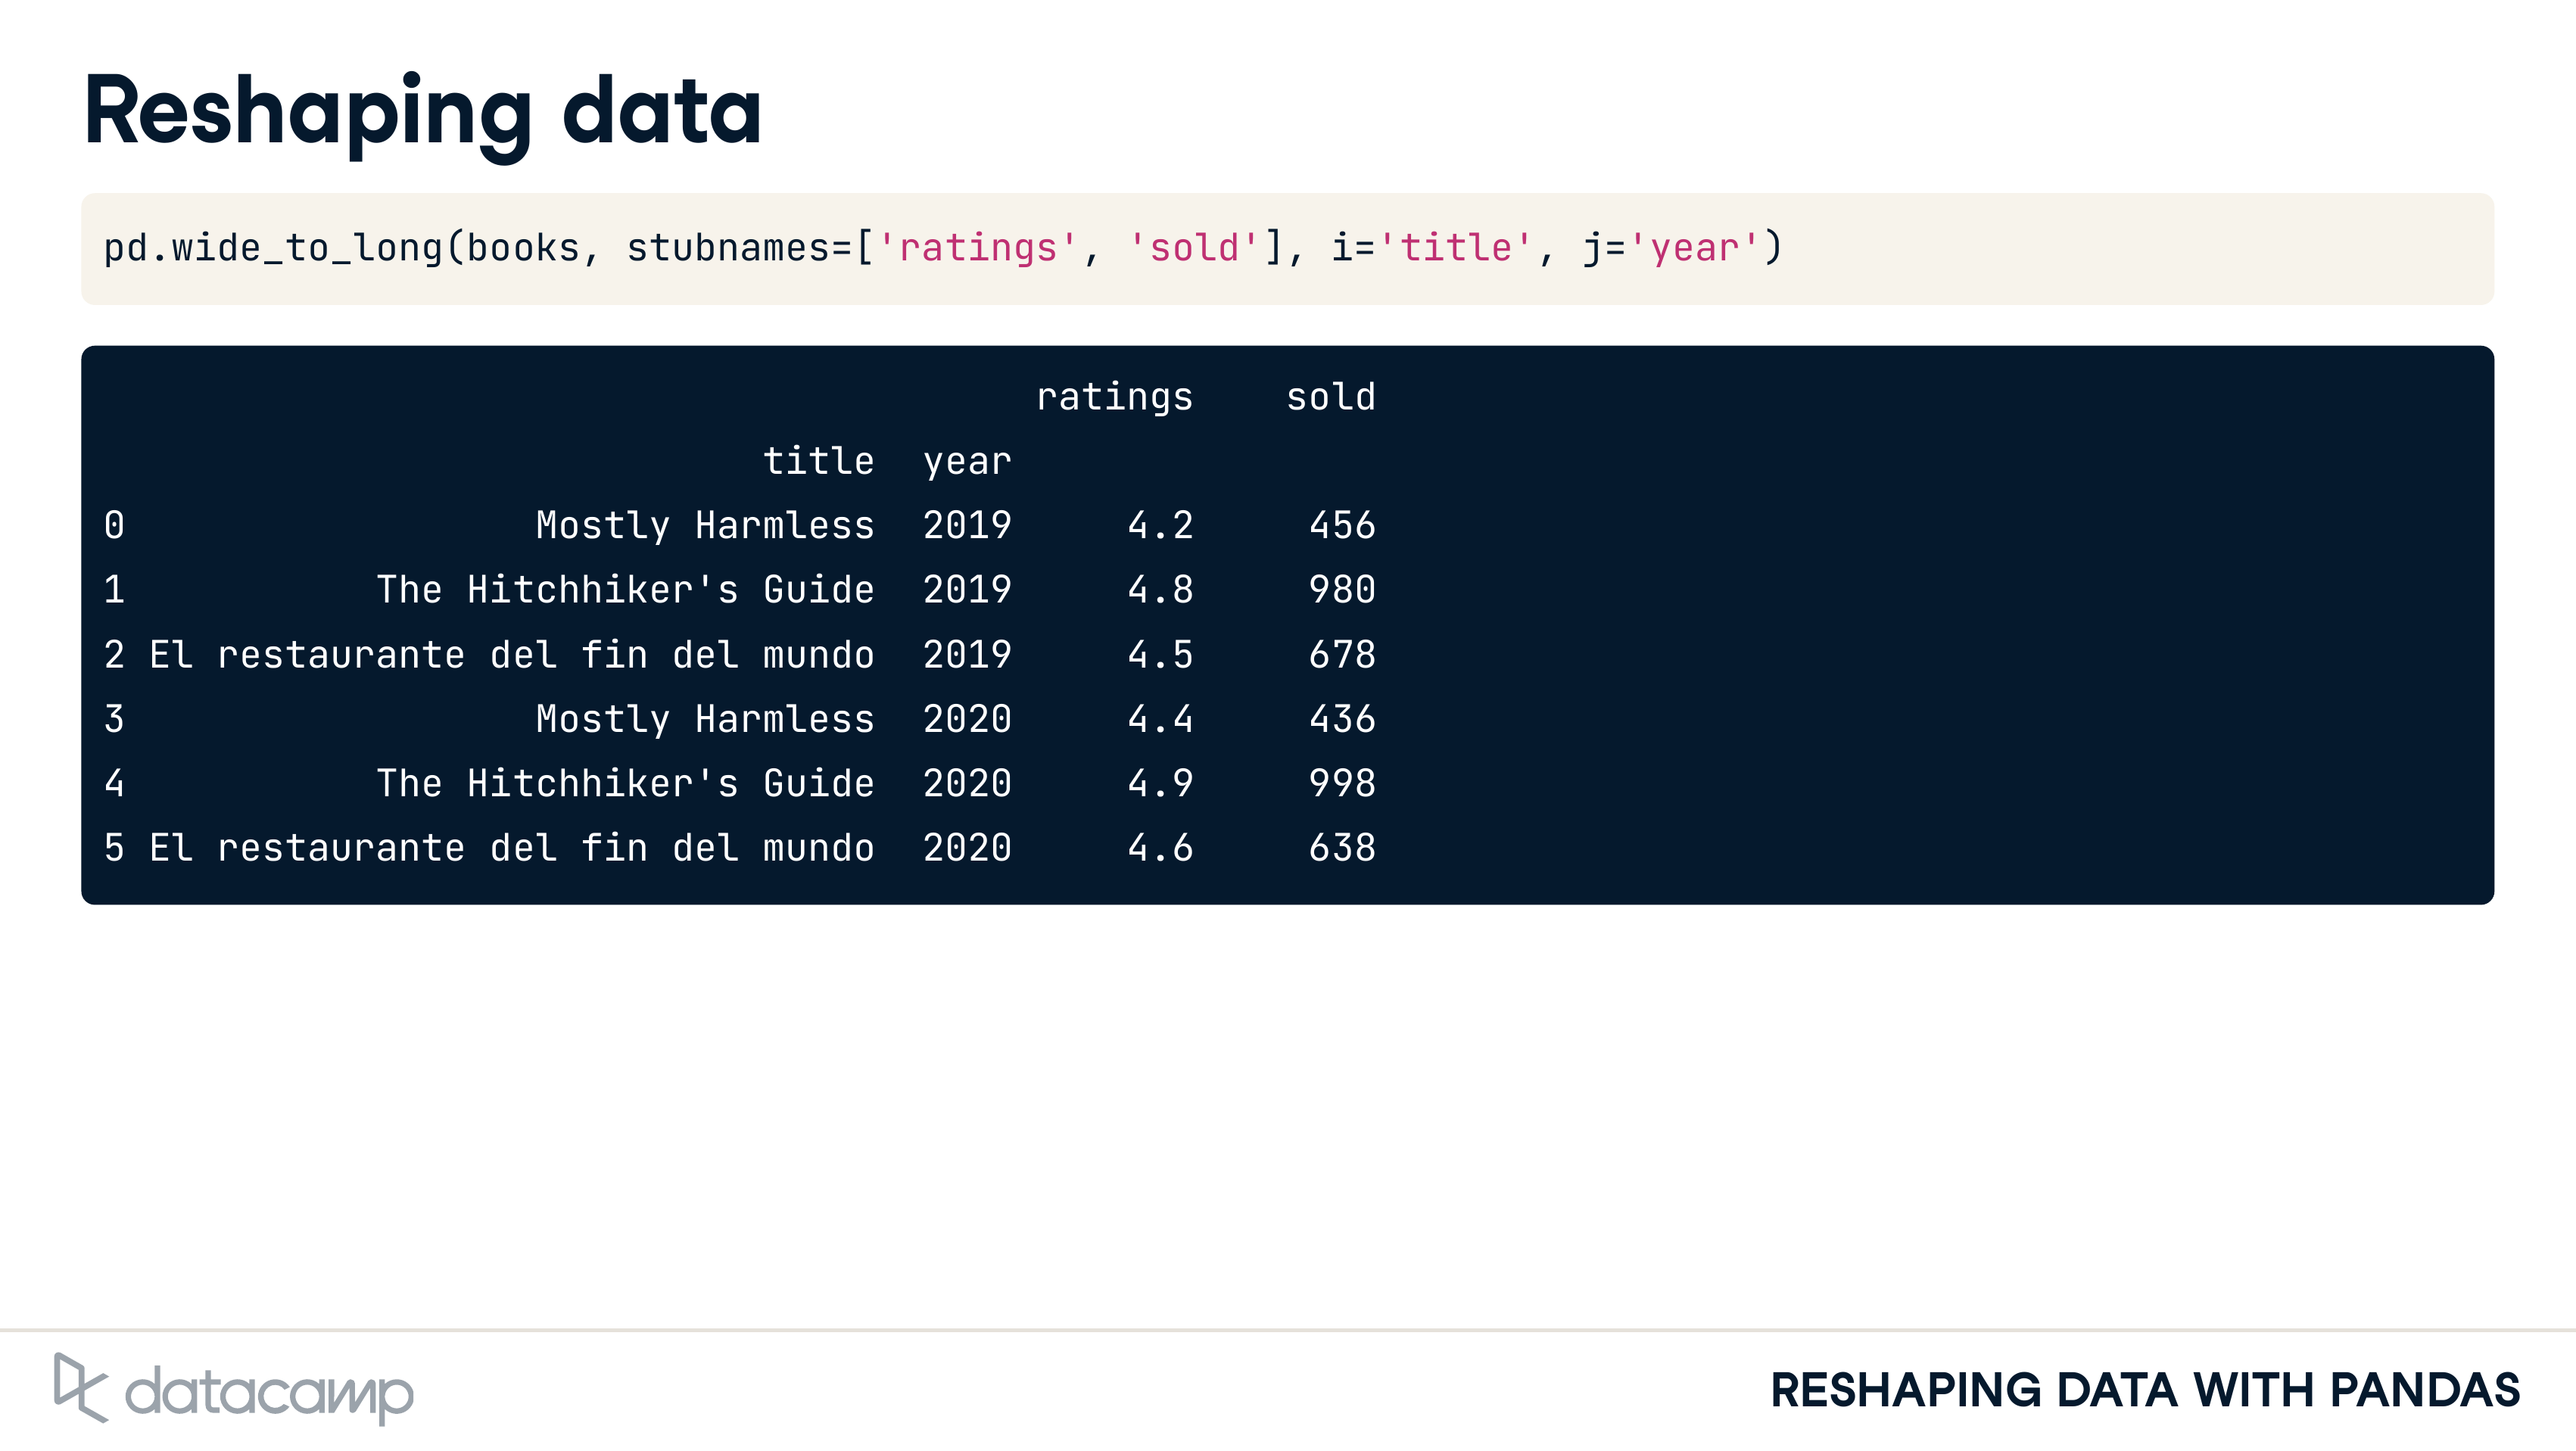 Reshaping data
pd.wide_to_long(books, stubnames=['ratings', 'sold'], i='title', j='year')
ratings sold
title year
0 Mostly Harmless 2019 4.2 456
1 The Hitchhiker's Guide 2019 4.8 980
2 El restaurante del fin del mundo 2019 4.5 678
3 Mostly Harmless 2020 4.4 436
4 The Hitchhiker's Guide 2020 4.9 998
5 El restaurante del fin del mundo 2020 4.6 638
datacamp
RESHAPING DATA WITH PANDAS